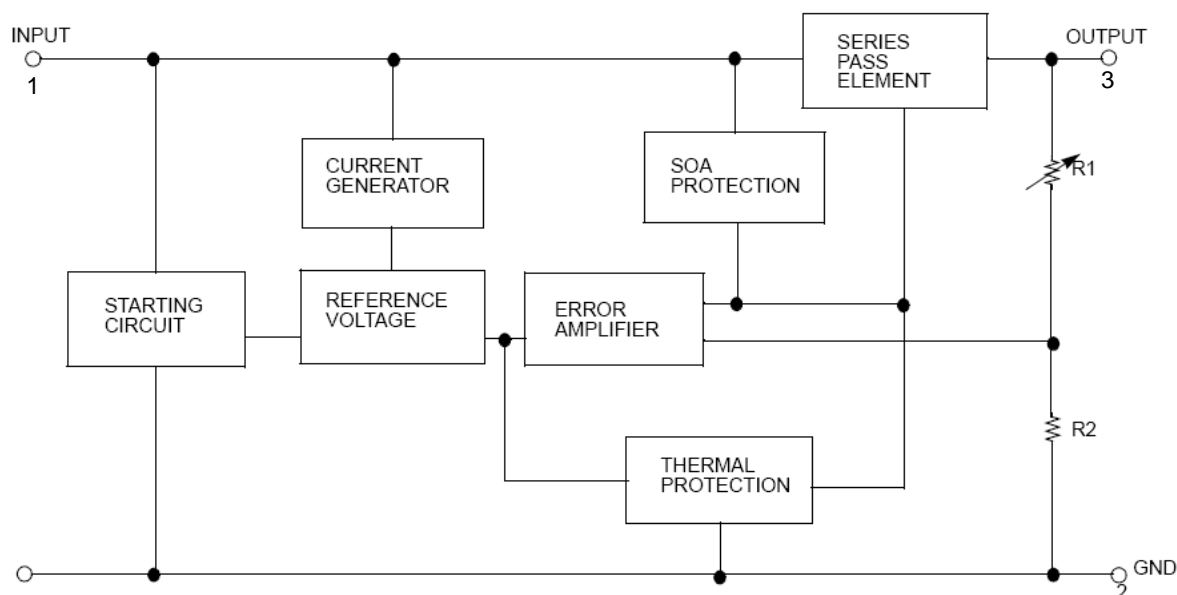 INPUT
1
SERIES
PASS
ELEMENT
OUTPUT
3
CURRENT
GENERATOR
SOA
PROTECTION
R1
STARTING
CIRCUIT
REFERENCE
VOLTAGE
ERROR
AMPLIFIER
R2
THERMAL
PROTECTION
GND
2